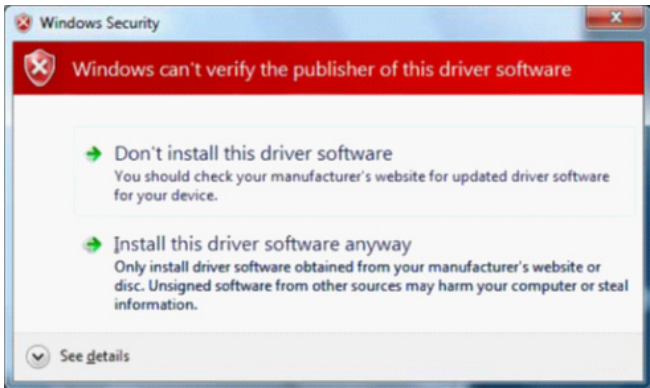 Windows Security
Windows can't verify the publisher of this driver software
Don't install this driver software
You should check your manufacturer's website for updated driver software
for your device.
Install this driver software anyway
Only install driver software obtained from your manufacturer's website or
disc. Unsigned software from other sources may harm your computer or steal
information.
See details